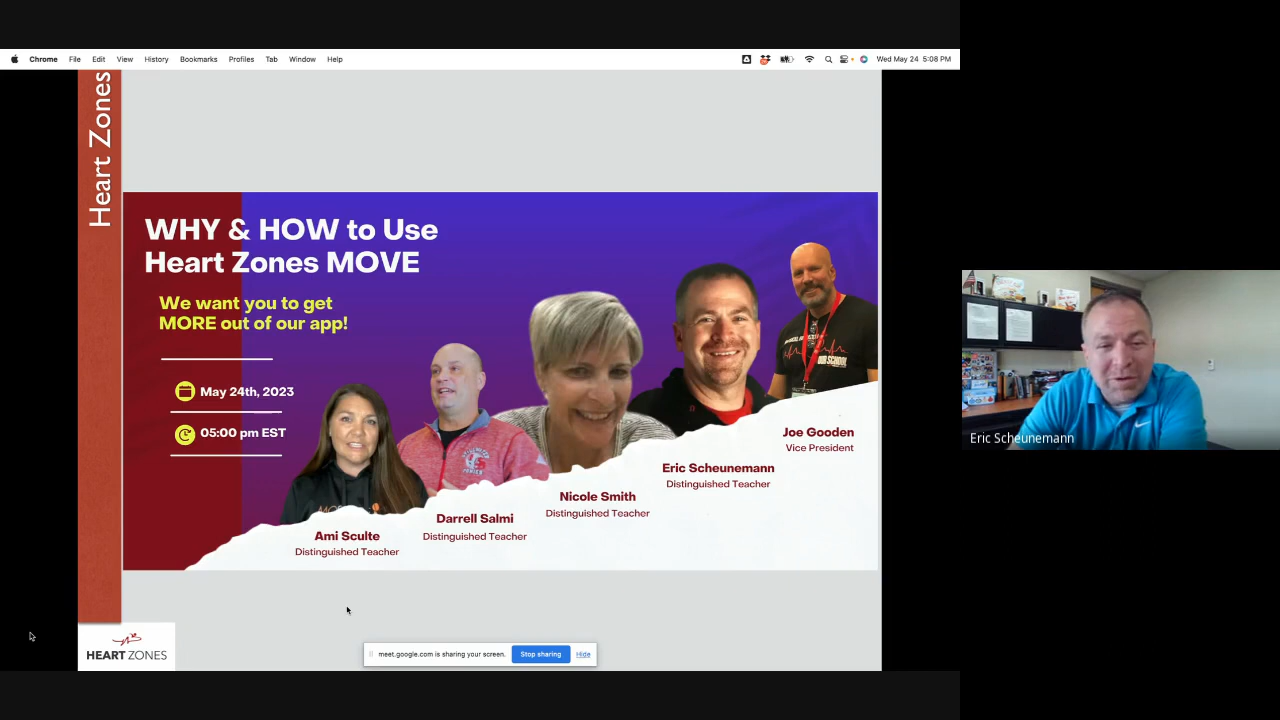 Chrome File Edit View History Bookmarks Profiles Tab Window Help
Wed May 24 5:08 PM
Heart Zones
WHY & HOW to Use
Heart Zones MOVE
We want you to get
MORE out of our app!
May 24th, 2023
05:00 pm EST
Joe Gooden
Vice President
Eric Scheunemann
Distinguished Teacher
Nicole Smith
Distinguished Teacher
Darrell Salmi
Distinguished Teacher
Ami Sculte
Distinguished Teacher
HEART ZONES
meet.google.com is sharing your screen. Stop sharing Hide
Eric Scheunemann